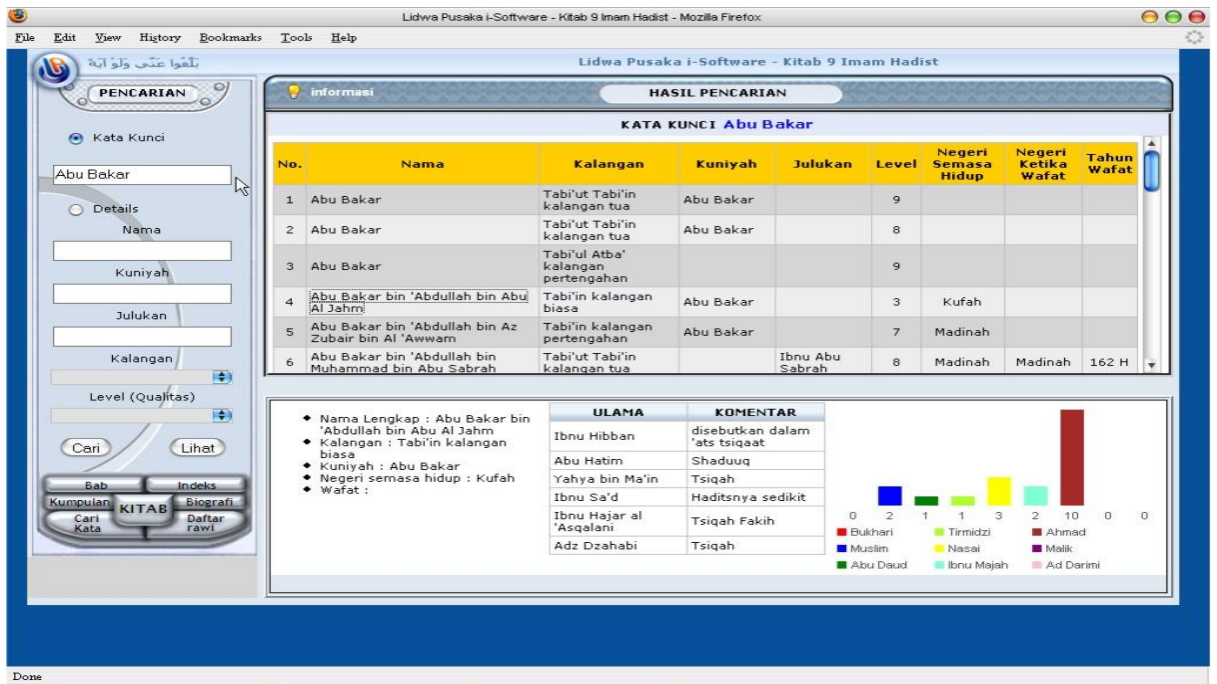 Lidwa Pusaka i-Software - Kitab 9 Imam Hadist - Mozilla Firefox
File Edit View History Bookmarks Tools Help
بَلِّغُوا عَنِّى وَلَوْ آيَةً
Lidwa Pusaka i-Software - Kitab 9 Imam Hadist
PENCARIAN
Kata Kunci
Abu Bakar
Details
Nama
Kuniyah
Julukan
Kalangan
Level (Qualitas)
Cari Lihat
Bab Indeks
Kumpulan KITAB Biografi
Cari Kata Daftar rawi
informasi HASIL PENCARIAN
KATA KUNCI Abu Bakar
No. Nama Kalangan Kuniyah Julukan Level Negeri Semasa Hidup Negeri Ketika Wafat Tahun Wafat
1 Abu Bakar Tabi'ut Tabi'in kalangan tua Abu Bakar 9
2 Abu Bakar Tabi'ut Tabi'in kalangan tua Abu Bakar 8
3 Abu Bakar Tabi'ul Atba' kalangan pertengahan 9
4 Abu Bakar bin 'Abdullah bin Abu Al Jahm Tabi'in kalangan biasa Abu Bakar 3 Kufah
5 Abu Bakar bin 'Abdullah bin Az Zubair bin Al 'Awwam Tabi'in kalangan pertengahan Abu Bakar 7 Madinah
6 Abu Bakar bin 'Abdullah bin Muhammad bin Abu Sabrah Tabi'ut Tabi'in kalangan tua Ibnu Abu Sabrah 8 Madinah Madinah 162 H
Nama Lengkap : Abu Bakar bin
'Abdullah bin Abu Al Jahm
Kalangan : Tabi'in kalangan
biasa
Kuniyah : Abu Bakar
Negeri semasa hidup : Kufah
Wafat :
ULAMA KOMENTAR
Ibnu Hibban disebutkan dalam 'ats tsiqaat
Abu Hatim Shaduuq
Yahya bin Ma'in Tsiqah
Ibnu Sa'd Haditsnya sedikit
Ibnu Hajar al 'Asqalani Tsiqah Fakih
Adz Dzahabi Tsiqah
0 2 1 1 3 2 10 0 0
Bukhari Tirmidzi Ahmad
Muslim Nasai Malik
Abu Daud Ibnu Majah Ad Darimi
Done